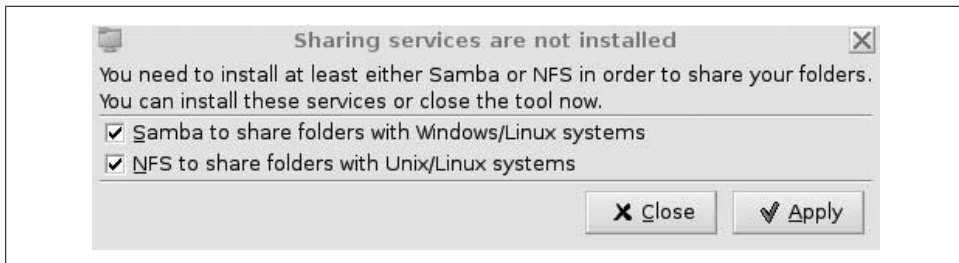 Sharing services are not installed
You need to install at least either Samba or NFS in order to share your folders.
You can install these services or close the tool now.
Samba to share folders with Windows/Linux systems
NFS to share folders with Unix/Linux systems
Close
Apply